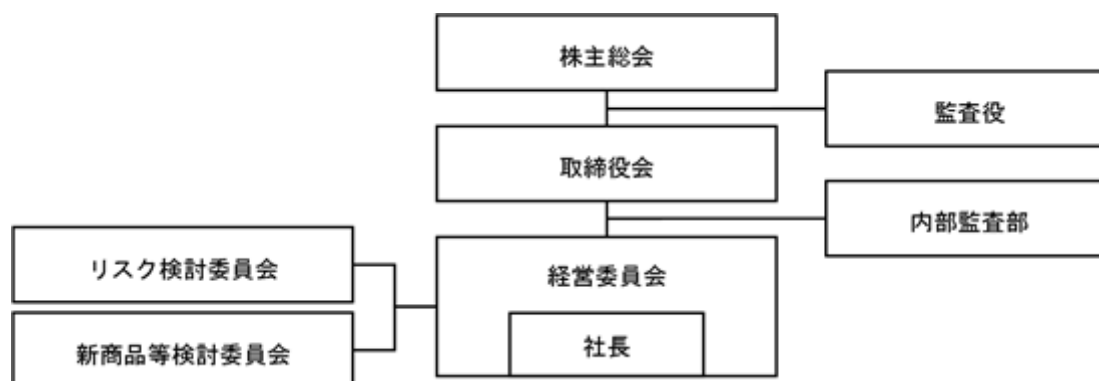 株主総会
監査役
取締役会
内部監査部
リスク検討委員会
経営委員会
社長
新商品等検討委員会